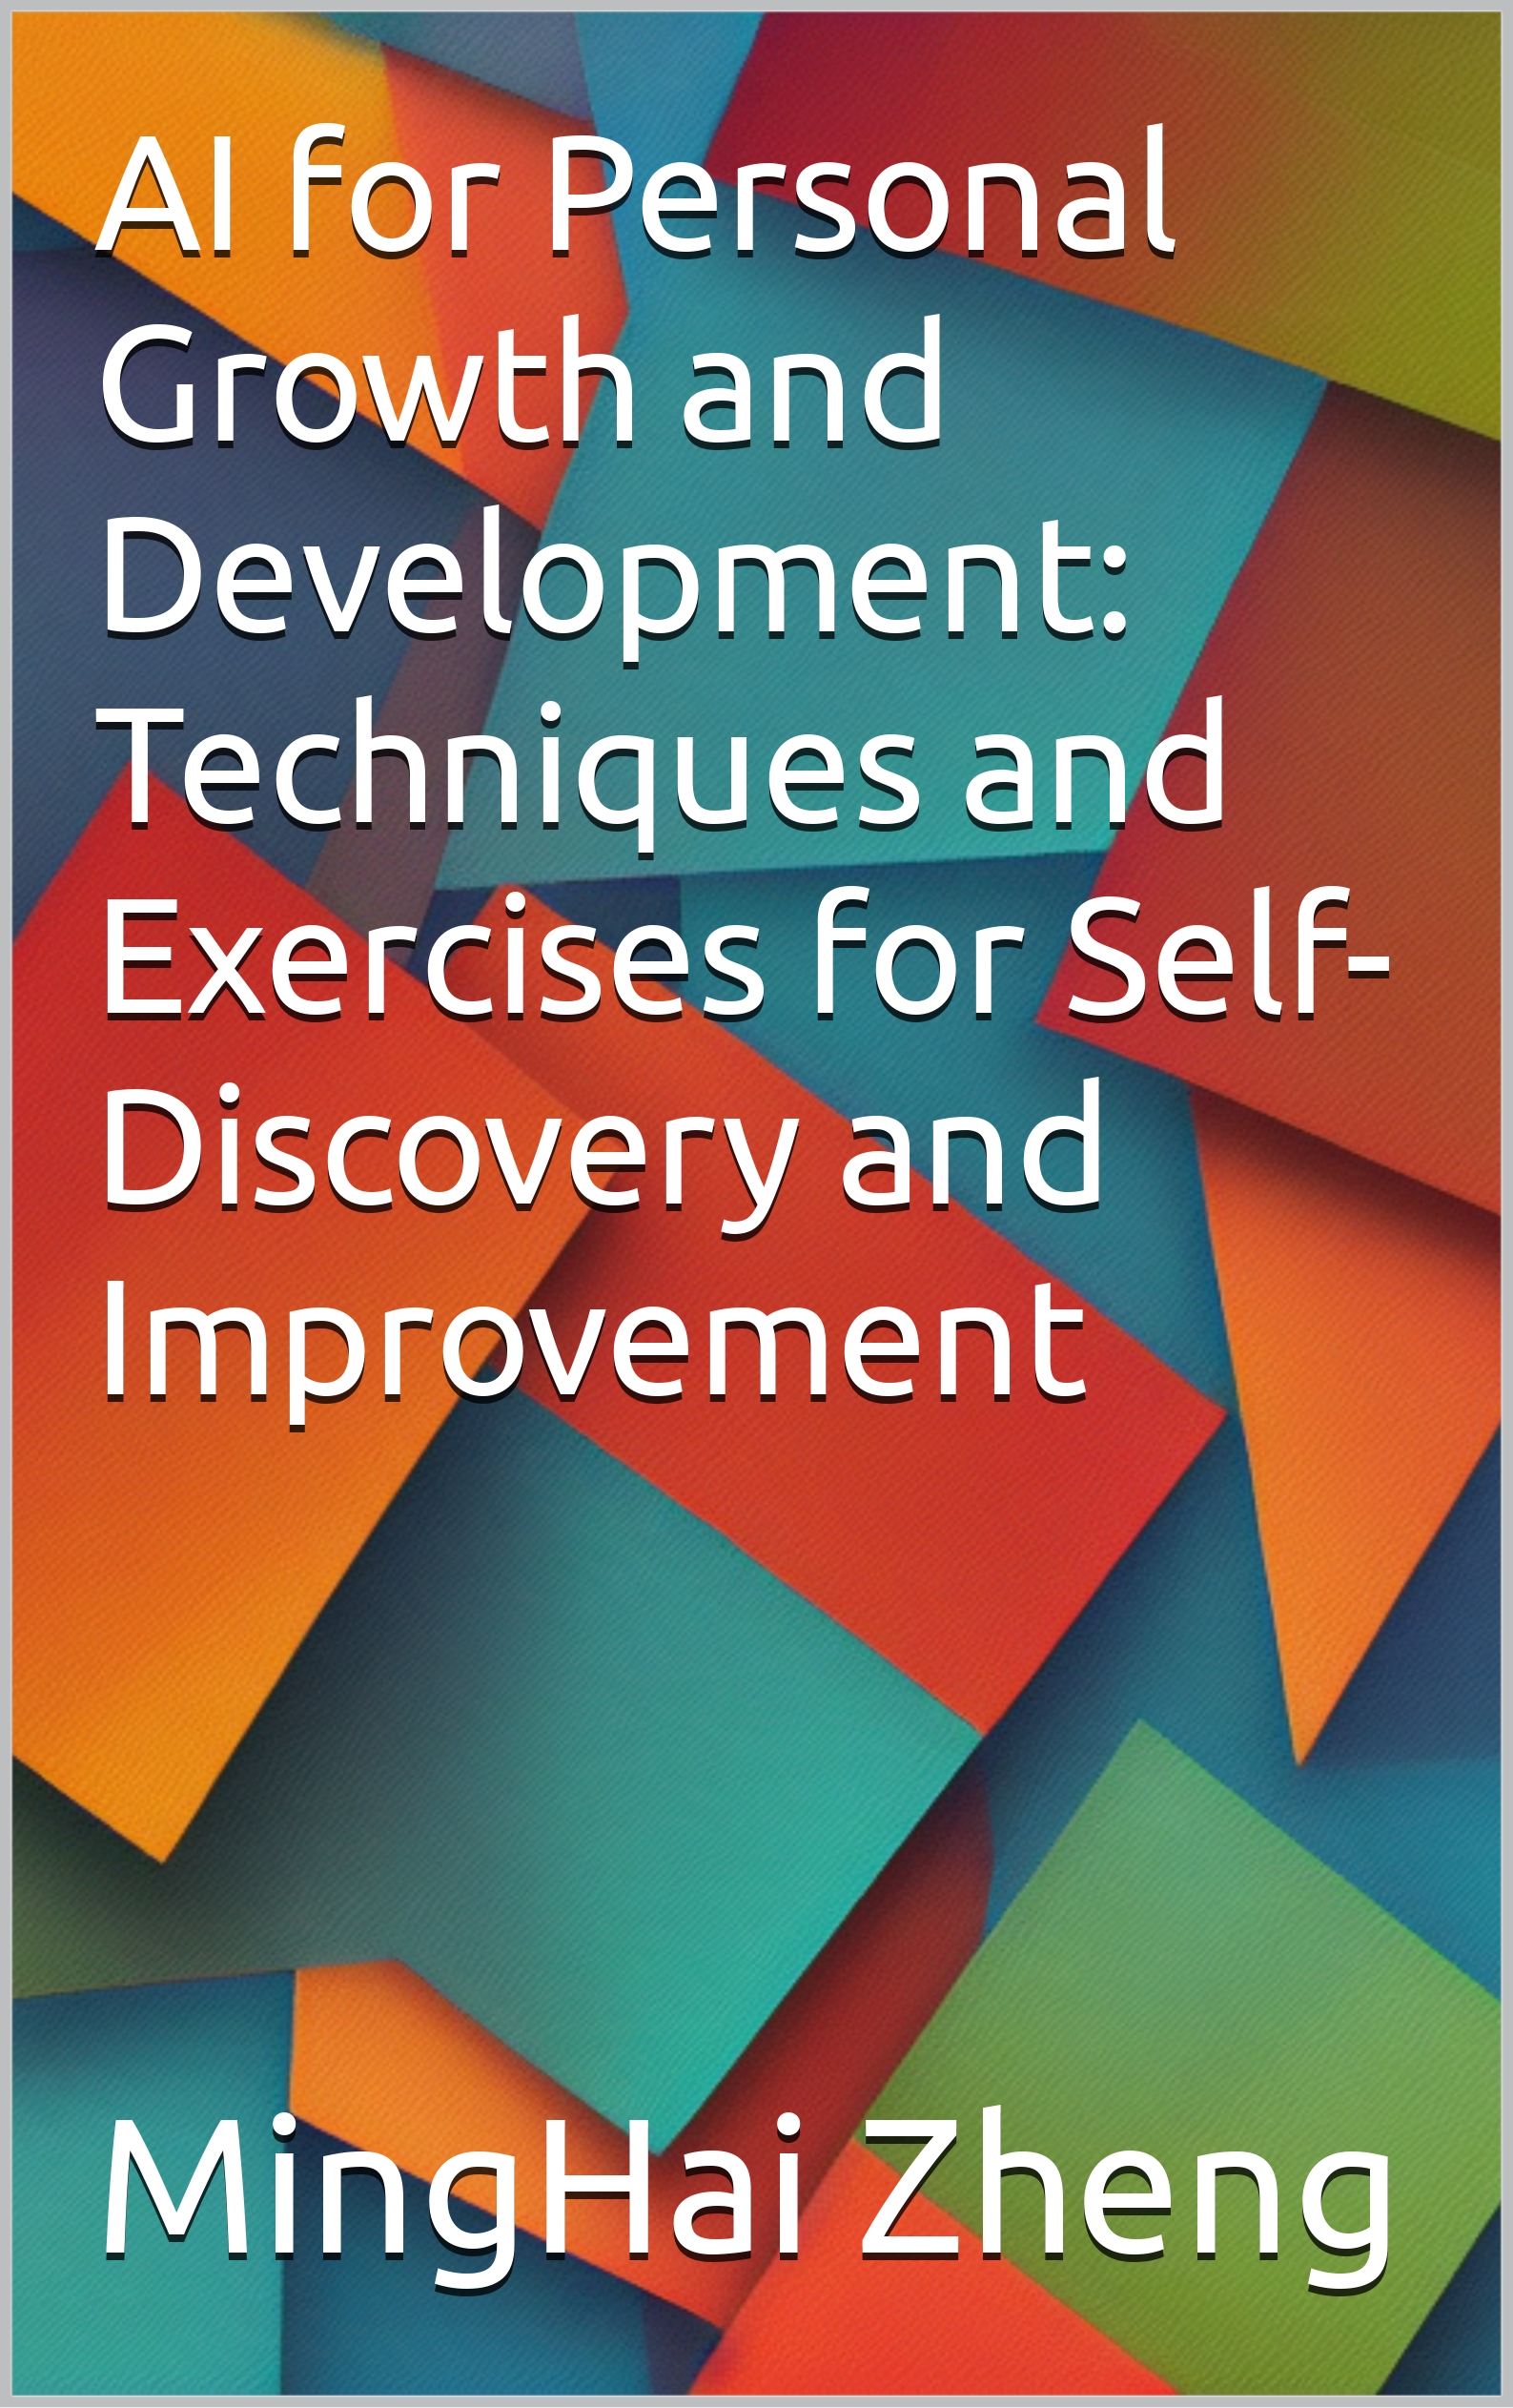 AI for Personal
Growth and
Development:
Techniques and
Exercises for Self-
Discovery and
Improvement
MingHai Zheng